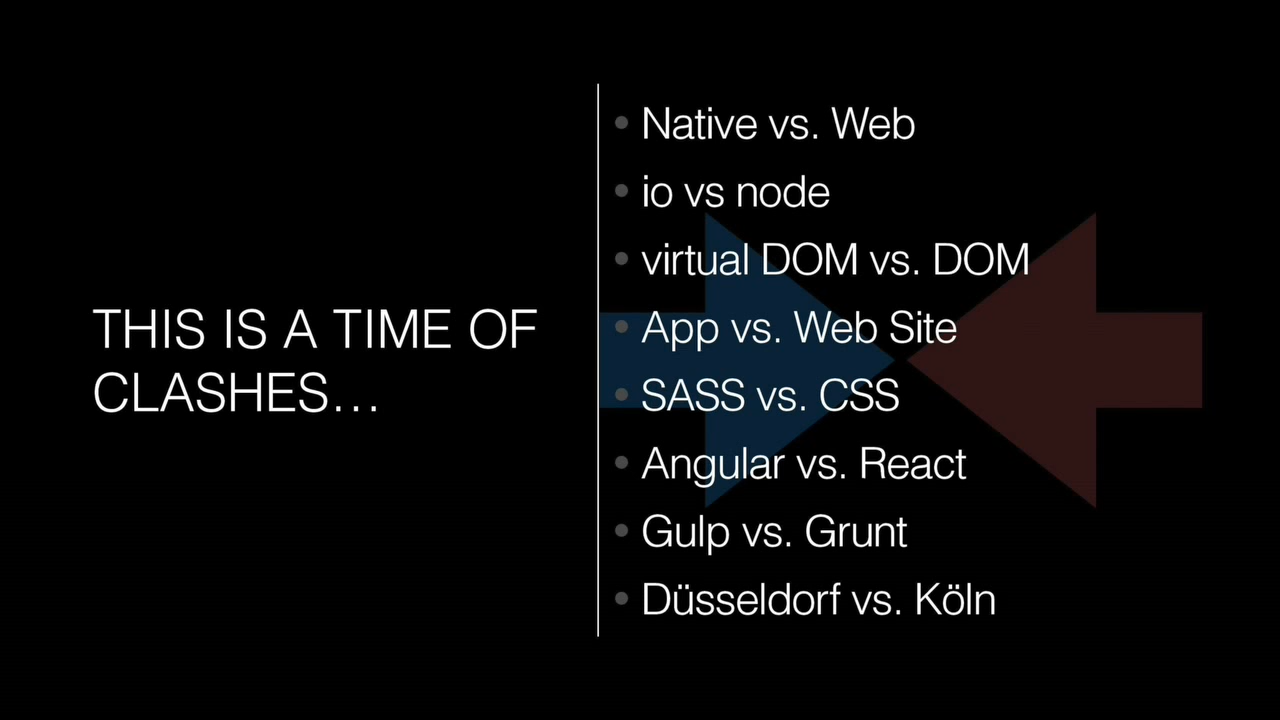 THIS IS A TIME OF
CLASHES…
• Native vs. Web
• io vs node
• virtual DOM vs. DOM
• App vs. Web Site
• SASS vs. CSS
• Angular vs. React
• Gulp vs. Grunt
• Düsseldorf vs. Köln